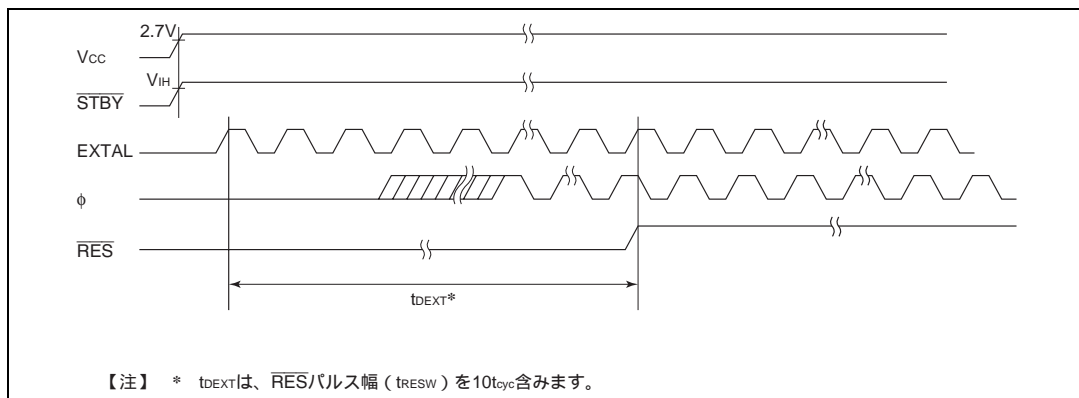 2.7V
VCC
VIH
STBY
EXTAL
φ
RES
tDEXT*
【注】 * tDEXTは、RESパルス幅（tRESW）を10tcyc含みます。